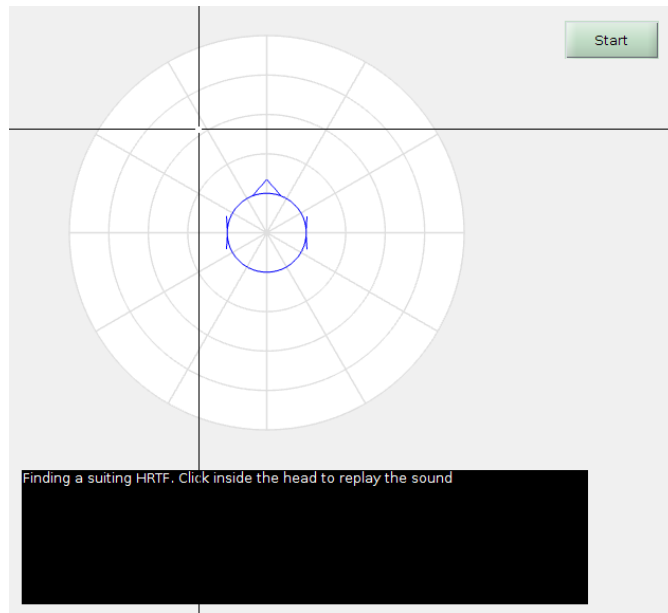 Start
Finding a suiting HRTF. Click inside the head to replay the sound